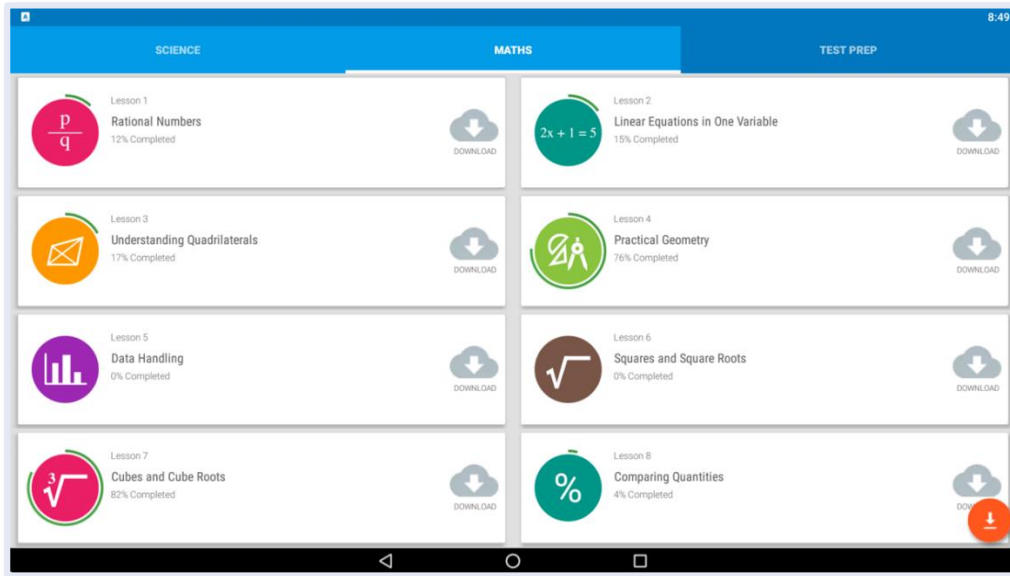 A
8:49
SCIENCE
MATHS
TEST PREP
p
q
Lesson 1
Rational Numbers
12% Completed
DOWNLOAD
2x + 1 = 5
Lesson 2
Linear Equations in One Variable
15% Completed
DOWNLOAD
Lesson 3
Understanding Quadrilaterals
17% Completed
DOWNLOAD
Lesson 4
Practical Geometry
76% Completed
DOWNLOAD
Lesson 5
Data Handling
0% Completed
DOWNLOAD
Lesson 6
Squares and Square Roots
0% Completed
DOWNLOAD
3√
Lesson 7
Cubes and Cube Roots
82% Completed
DOWNLOAD
%
Lesson 8
Comparing Quantities
4% Completed